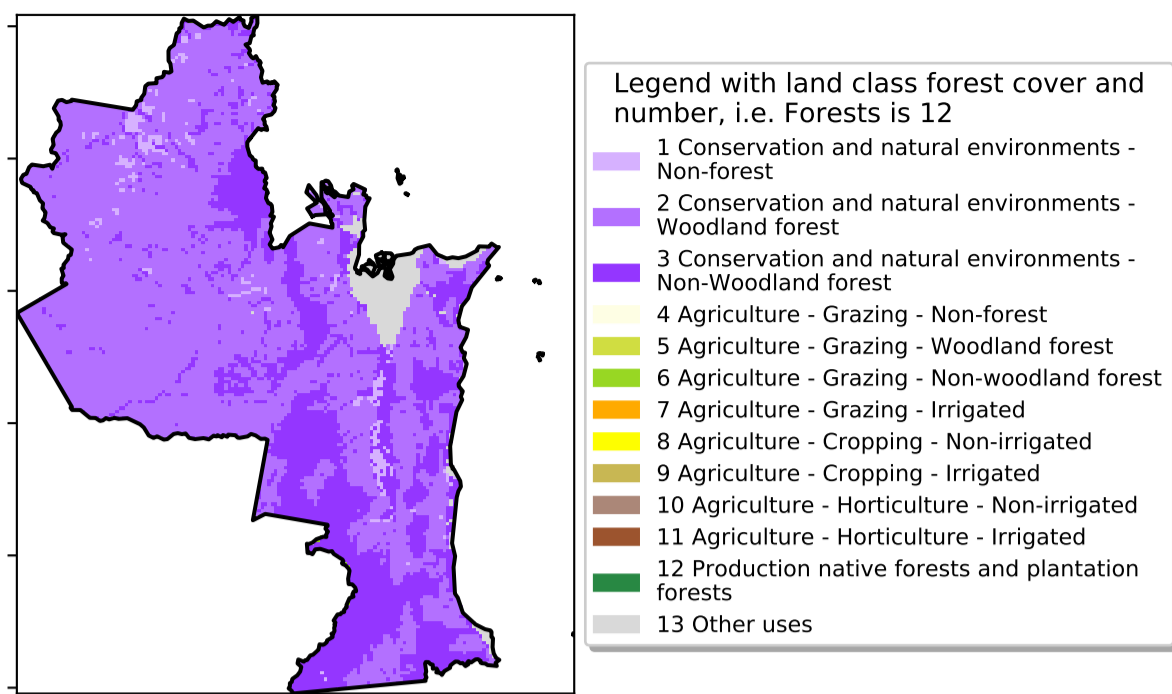 Legend with land class forest cover and
number, i.e. Forests is 12
1 Conservation and natural environments -
Non-forest
2 Conservation and natural environments -
Woodland forest
3 Conservation and natural environments -
Non-Woodland forest
4 Agriculture - Grazing - Non-forest
5 Agriculture - Grazing - Woodland forest
6 Agriculture - Grazing - Non-woodland forest
7 Agriculture - Grazing - Irrigated
8 Agriculture - Cropping - Non-irrigated
9 Agriculture - Cropping - Irrigated
10 Agriculture - Horticulture - Non-irrigated
11 Agriculture - Horticulture - Irrigated
12 Production native forests and plantation
forests
13 Other uses